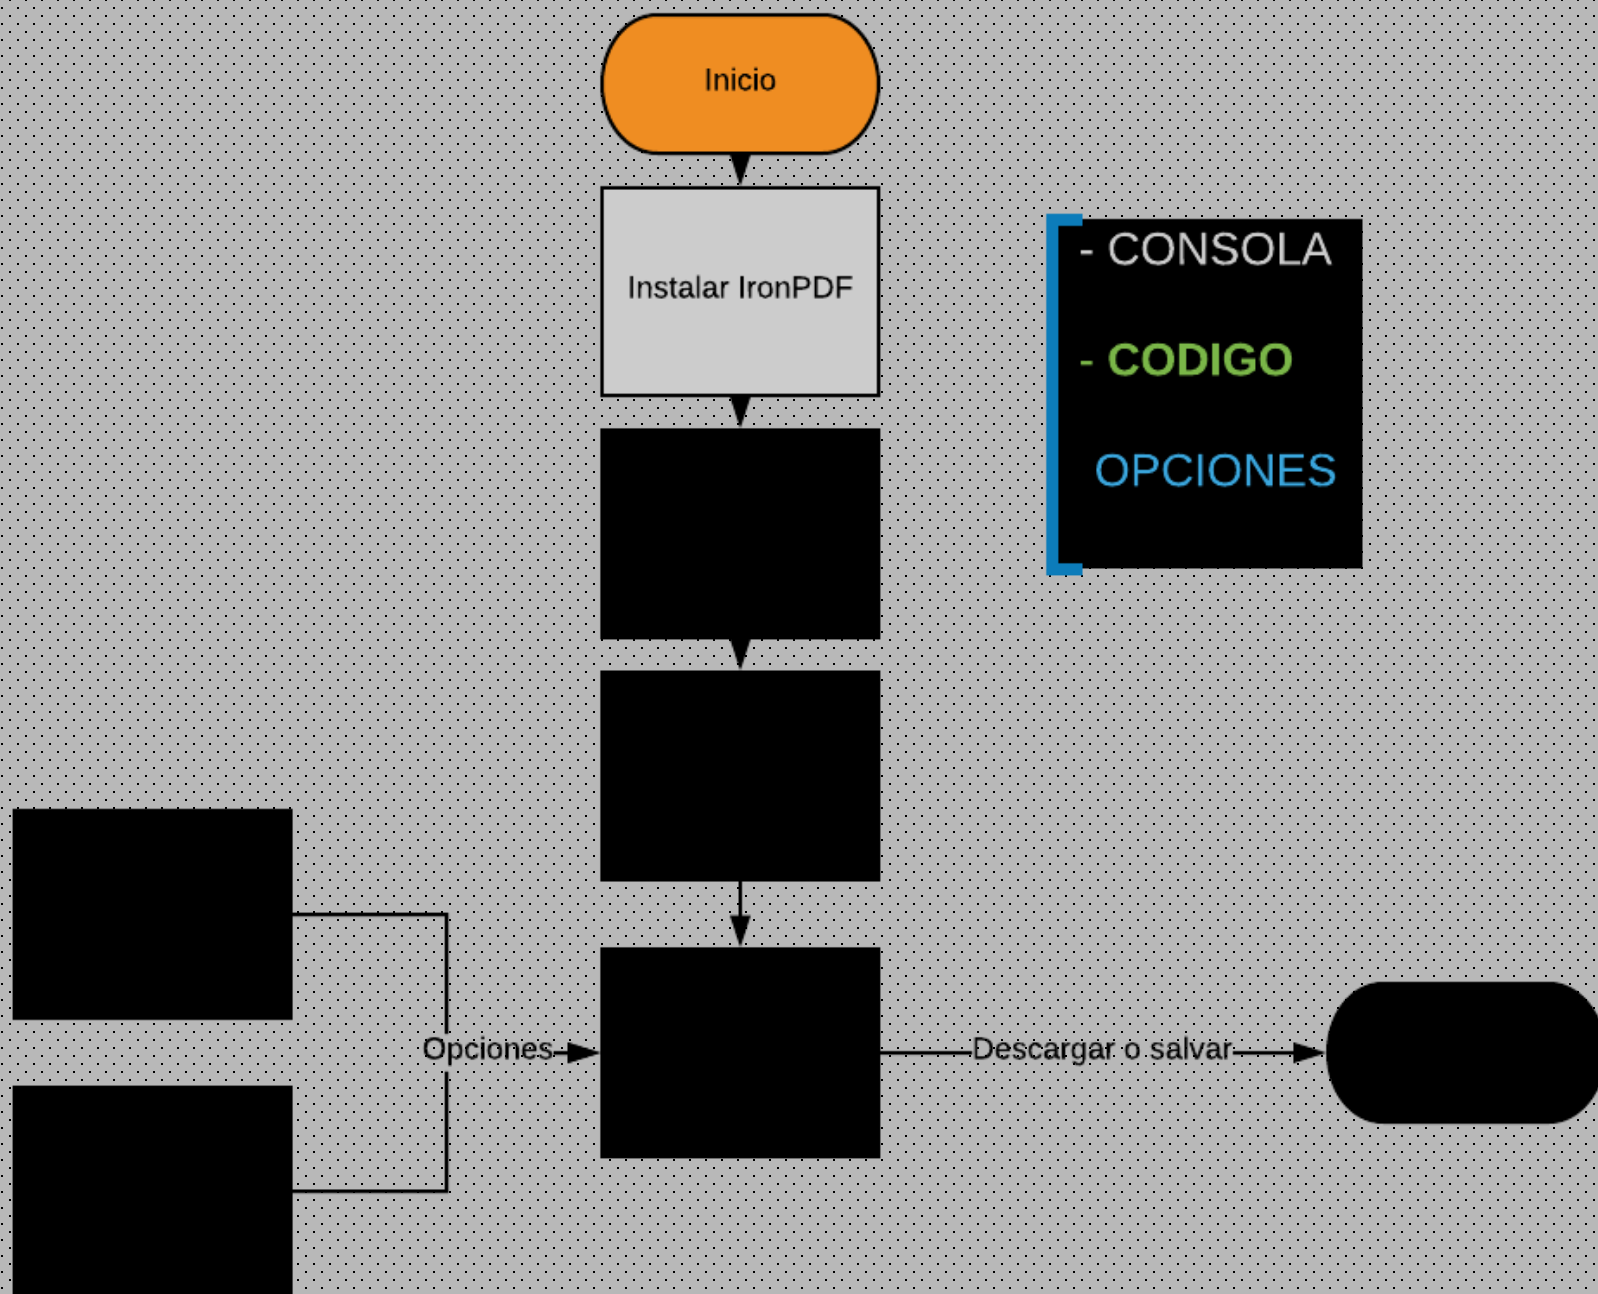 Inicio
Instalar IronPDF
- CONSOLA
- CODIGO
OPCIONES
Opciones
Descargar o salvar